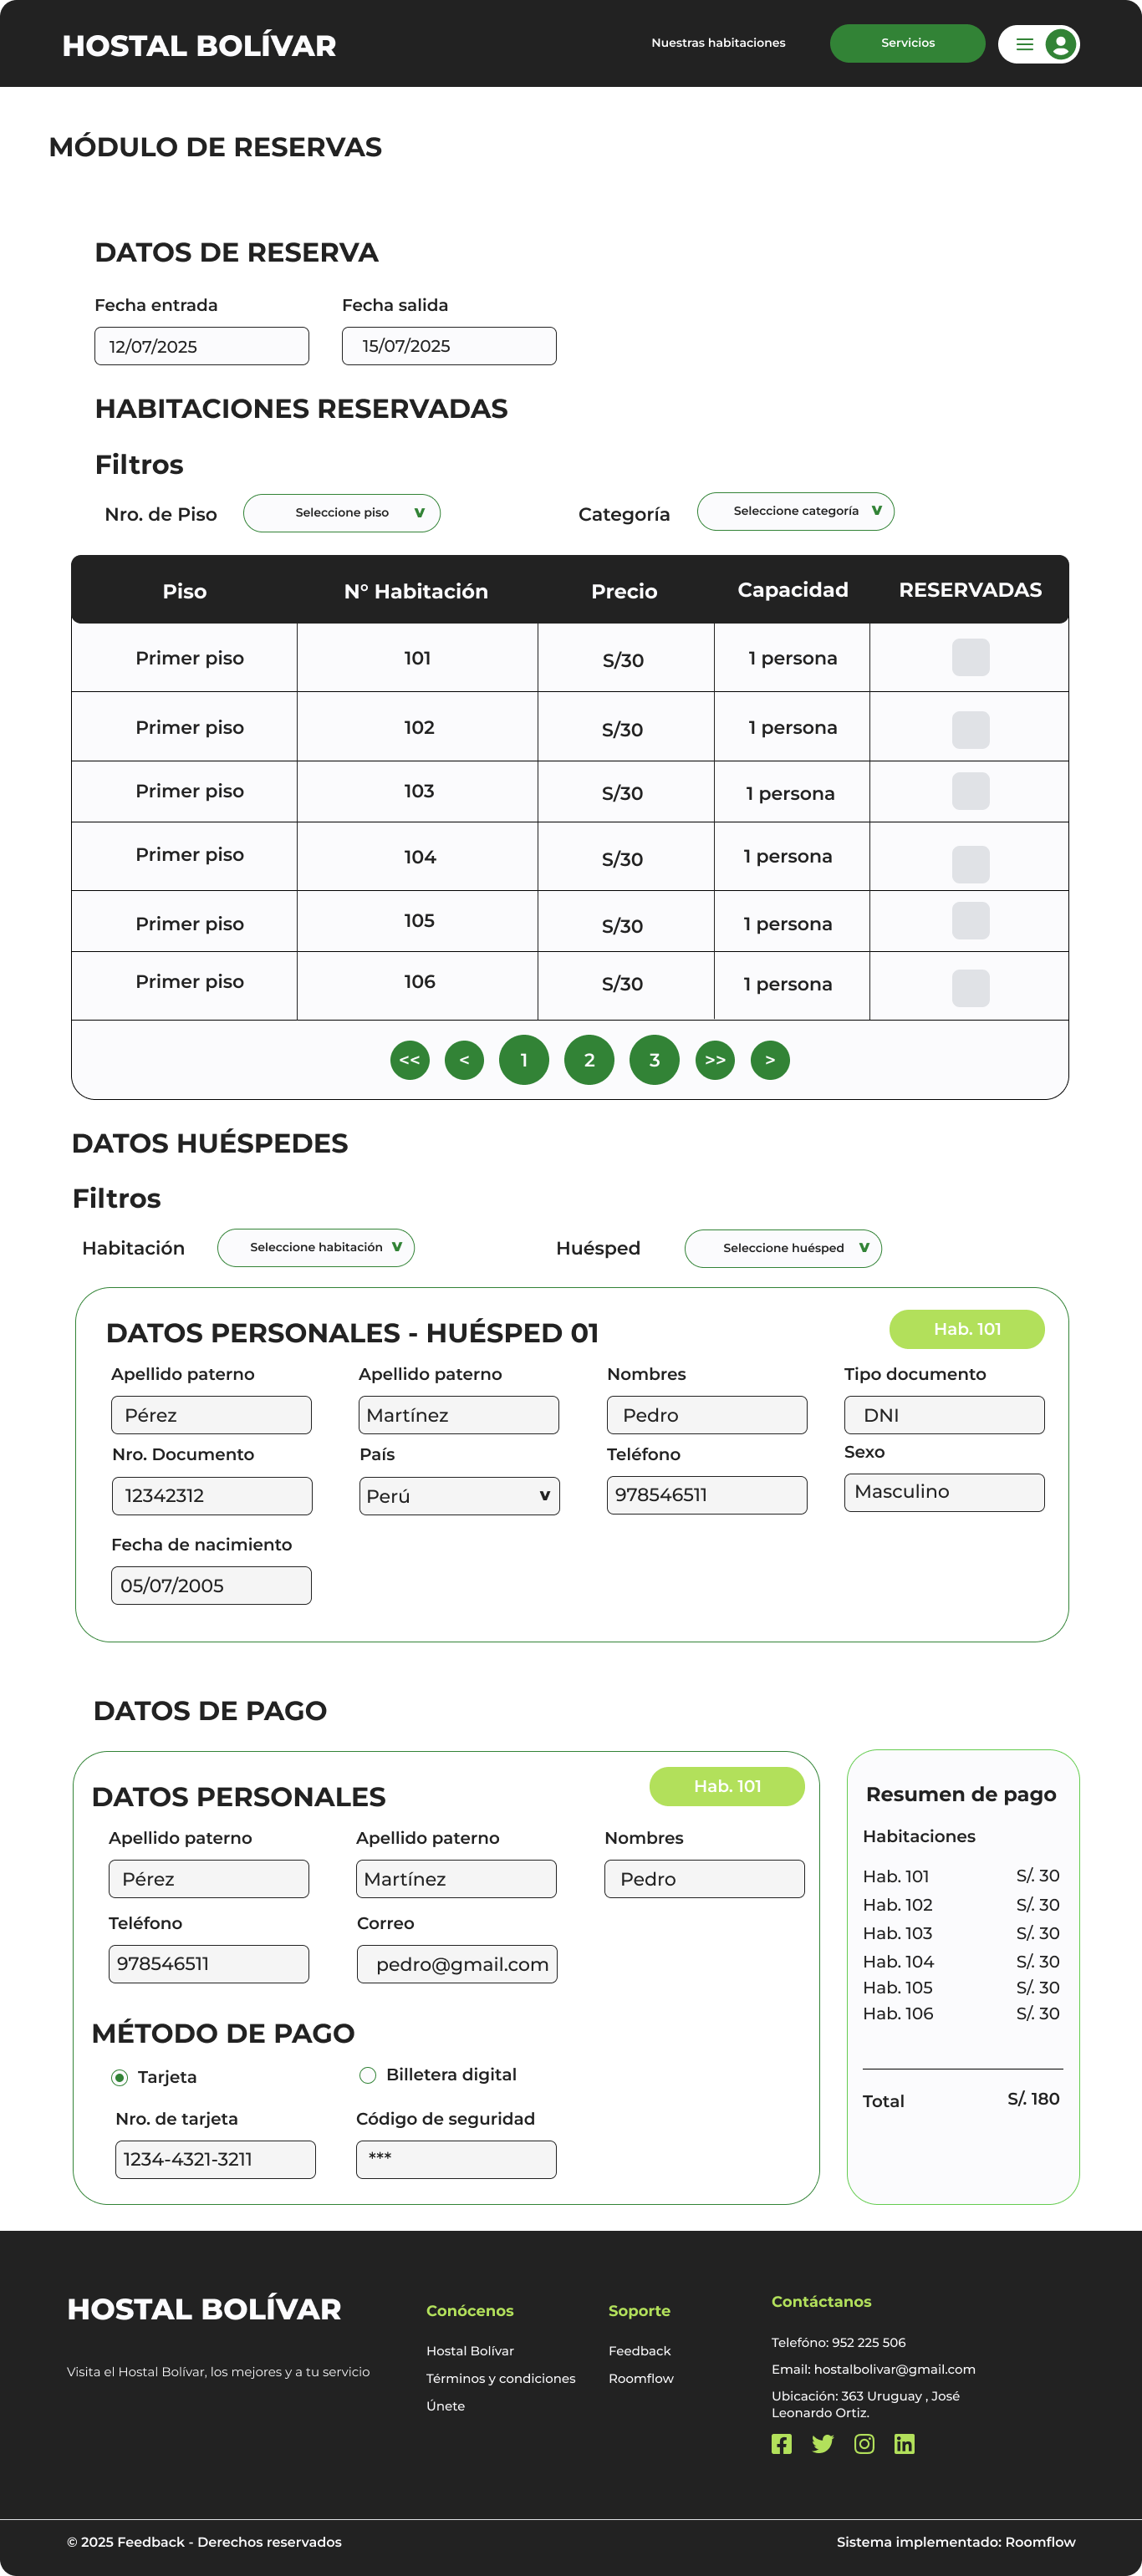 HOSTAL BOLÍVAR
Nuestras habitaciones
Servicios
MÓDULO DE RESERVAS
DATOS DE RESERVA
Fecha entrada Fecha salida
12/07/2025 15/07/2025
HABITACIONES RESERVADAS
Filtros
Nro. de Piso Seleccione piso v Categoría Seleccione categoría v
Piso N° Habitación Precio Capacidad RESERVADAS
Primer piso 101 S/30 1 persona
Primer piso 102 S/30 1 persona
Primer piso 103 S/30 1 persona
Primer piso 104 S/30 1 persona
Primer piso 105 S/30 1 persona
Primer piso 106 S/30 1 persona
<< < 1 2 3 >> >
DATOS HUÉSPEDES
Filtros
Habitación Seleccione habitación v Huésped Seleccione huésped v
DATOS PERSONALES - HUÉSPED 01 Hab. 101
Apellido paterno Apellido paterno Nombres Tipo documento
Pérez Martínez Pedro DNI
Nro. Documento País Teléfono Sexo
12342312 Perú v 978546511 Masculino
Fecha de nacimiento
05/07/2005
DATOS DE PAGO
DATOS PERSONALES Hab. 101
Apellido paterno Apellido paterno Nombres
Pérez Martínez Pedro
Teléfono Correo
978546511 pedro@gmail.com
MÉTODO DE PAGO
Tarjeta Billetera digital
Nro. de tarjeta Código de seguridad
1234-4321-3211 ***
Resumen de pago
Habitaciones
Hab. 101 S/. 30
Hab. 102 S/. 30
Hab. 103 S/. 30
Hab. 104 S/. 30
Hab. 105 S/. 30
Hab. 106 S/. 30
Total S/. 180
HOSTAL BOLÍVAR
Visita el Hostal Bolívar, los mejores y a tu servicio
Conócenos
Hostal Bolívar
Términos y condiciones
Únete
Soporte
Feedback
Roomflow
Contáctanos
Telefóno: 952 225 506
Email: hostalbolivar@gmail.com
Ubicación: 363 Uruguay , José
Leonardo Ortiz.
© 2025 Feedback - Derechos reservados
Sistema implementado: Roomflow